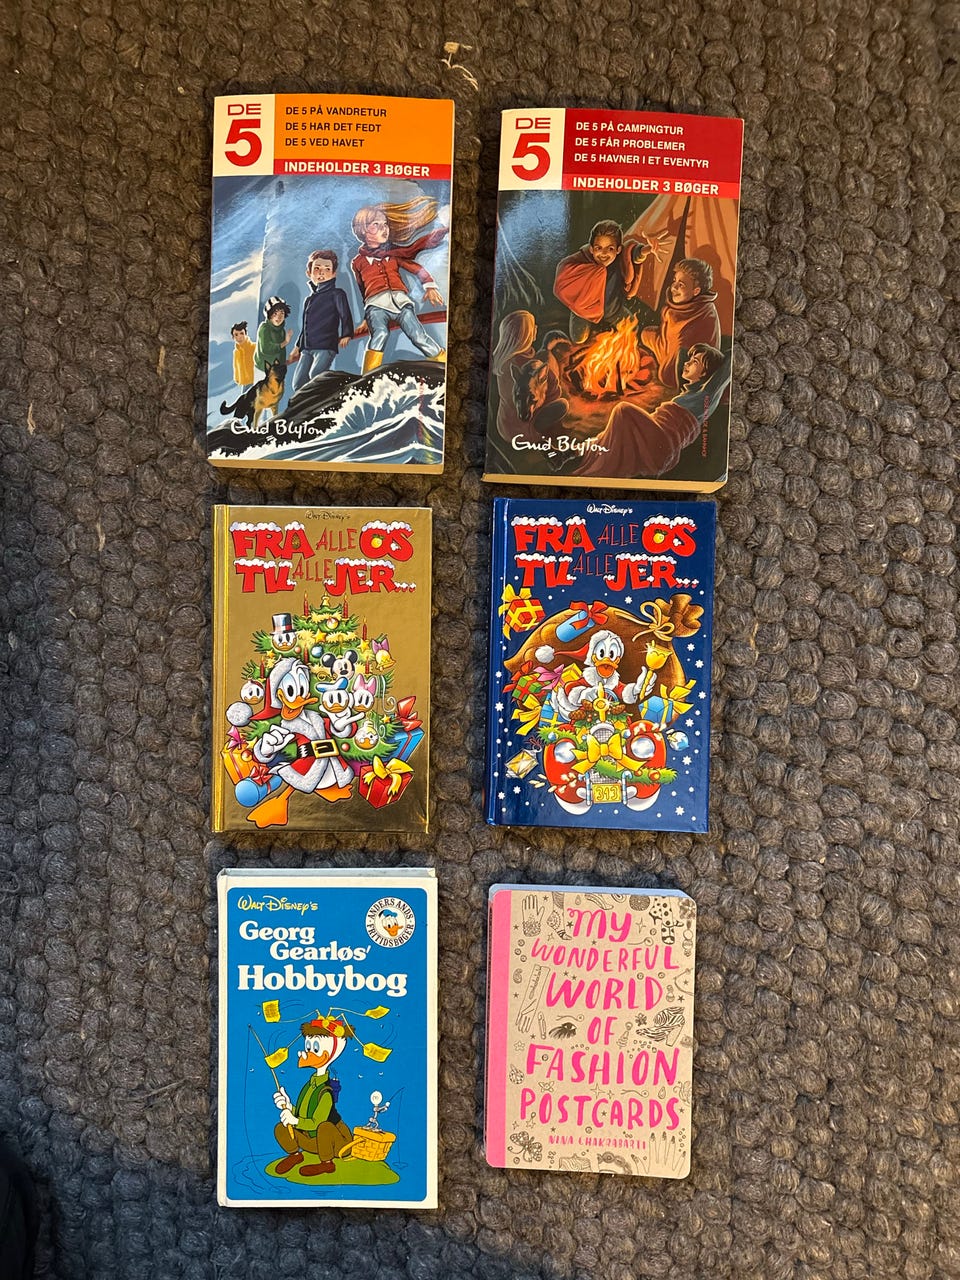 DE
5
DE 5 PÅ VANDRETUR
DE 5 HAR DET FEDT
DE 5 VED HAVET
INDEHOLDER 3 BØGER
Enid Blyton
DE
5
DE 5 PÅ CAMPINGTUR
DE 5 FÅR PROBLEMER
DE 5 HAVNER I ET EVENTYR
INDEHOLDER 3 BØGER
Enid Blyton
WALT DISNEY'S
FRA ALLE OS
TIL ALLE JER...
WALT DISNEY'S
FRA ALLE OS
TIL ALLE JER...
313
WALT DISNEY'S
ANDERS ANDS
FRITIDSBØGER
Georg
Gearløs'
Hobbybog
MY
WONDERFUL
WORLD
OF
FASHION
POSTCARDS
NINA CHAKRABARTI